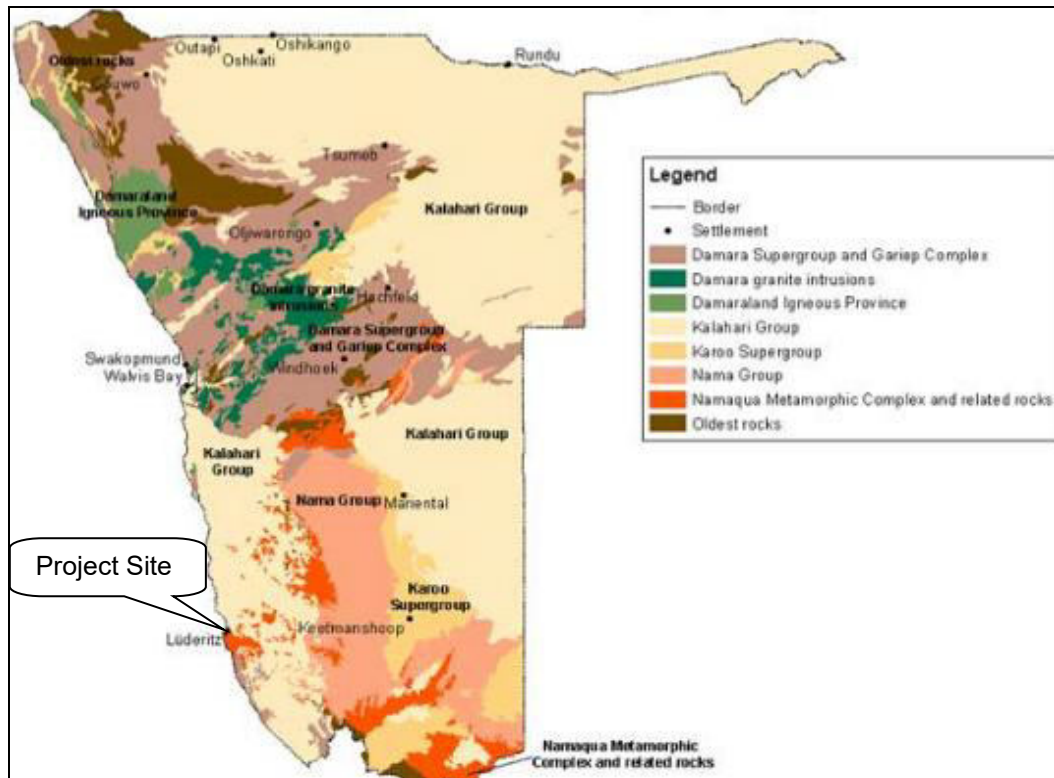 Outapi
Oshikango
Oshkati
Rundu
Oldest rocks
Tsumeb
Damaraland
Igneous Province
Kalahari Group
Otjiwarongo
Damara granite
intrusions
Hochfeld
Damara Supergroup
and Gariep Complex
Windhoek
Swakopmund
Walvis Bay
Kalahari Group
Kalahari
Group
Nama Group
Mariental
Project Site
Karoo
Supergroup
Keetmanshoop
Lüderitz
Namaqua Metamorphic
Complex and related rocks
Legend
Border
Settlement
Damara Supergroup and Gariep Complex
Damara granite intrusions
Damaraland Igneous Province
Kalahari Group
Karoo Supergroup
Nama Group
Namaqua Metamorphic Complex and related rocks
Oldest rocks